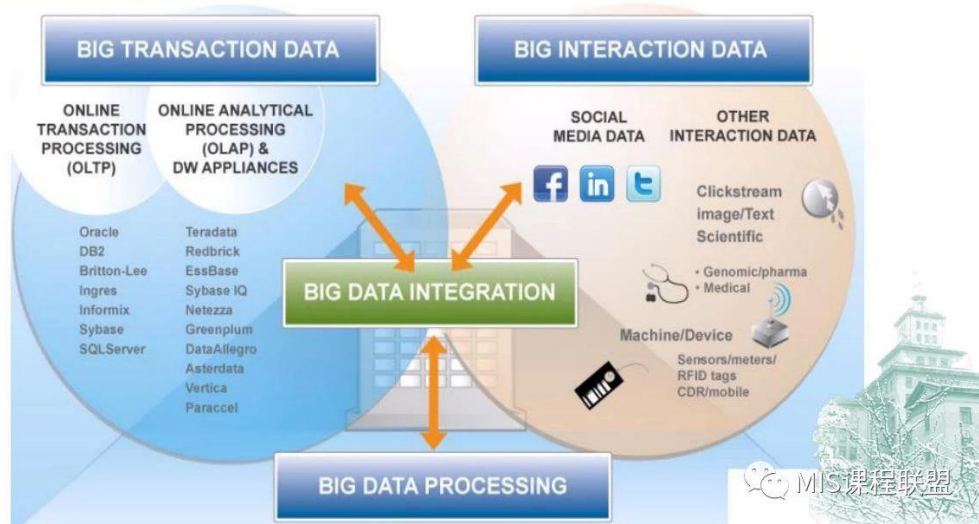 BIG TRANSACTION DATA
BIG INTERACTION DATA
ONLINE
TRANSACTION
PROCESSING
(OLTP)
ONLINE ANALYTICAL
PROCESSING
(OLAP) &
DW APPLIANCES
Oracle
DB2
Britton-Lee
Ingres
Informix
Sybase
SQLServer
Teradata
Redbrick
EssBase
Sybase IQ
Netezza
Greenplum
DataAllegro
Asterdata
Vertica
Paraccel
SOCIAL
MEDIA DATA
f
in
t
OTHER
INTERACTION DATA
Clickstream
image/Text
Scientific
• Genomic/pharma
• Medical
Machine/Device
Sensors/meters/
RFID tags
CDR/mobile
BIG DATA INTEGRATION
BIG DATA PROCESSING
MIS课程联盟